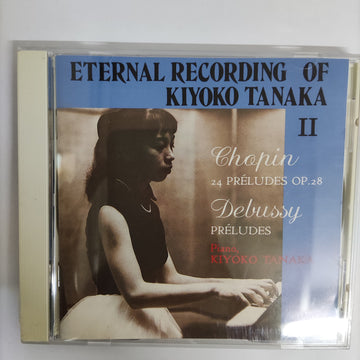 ETERNAL RECORDING OF
KIYOKO TANAKA
II
Chopin
24 PRÉLUDES OP.28
Debussy
PRÉLUDES
Piano,
KIYOKO TANAKA